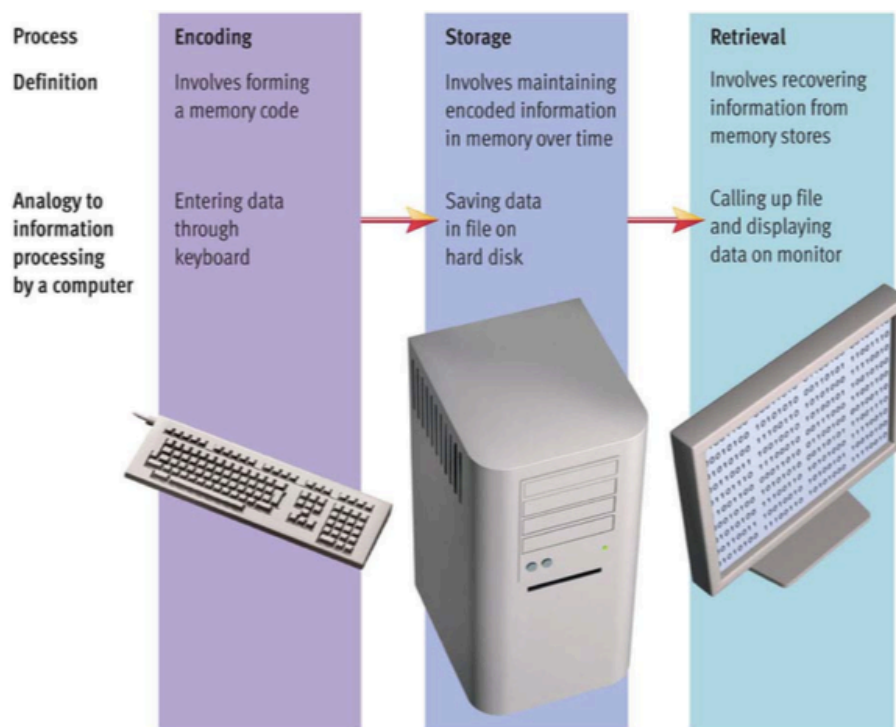 Process
Encoding
Storage
Retrieval
Definition
Involves forming
a memory code
Involves maintaining
encoded information
in memory over time
Involves recovering
information from
memory stores
Analogy to
information
processing
by a computer
Entering data
through
keyboard
Saving data
in file on
hard disk
Calling up file
and displaying
data on monitor